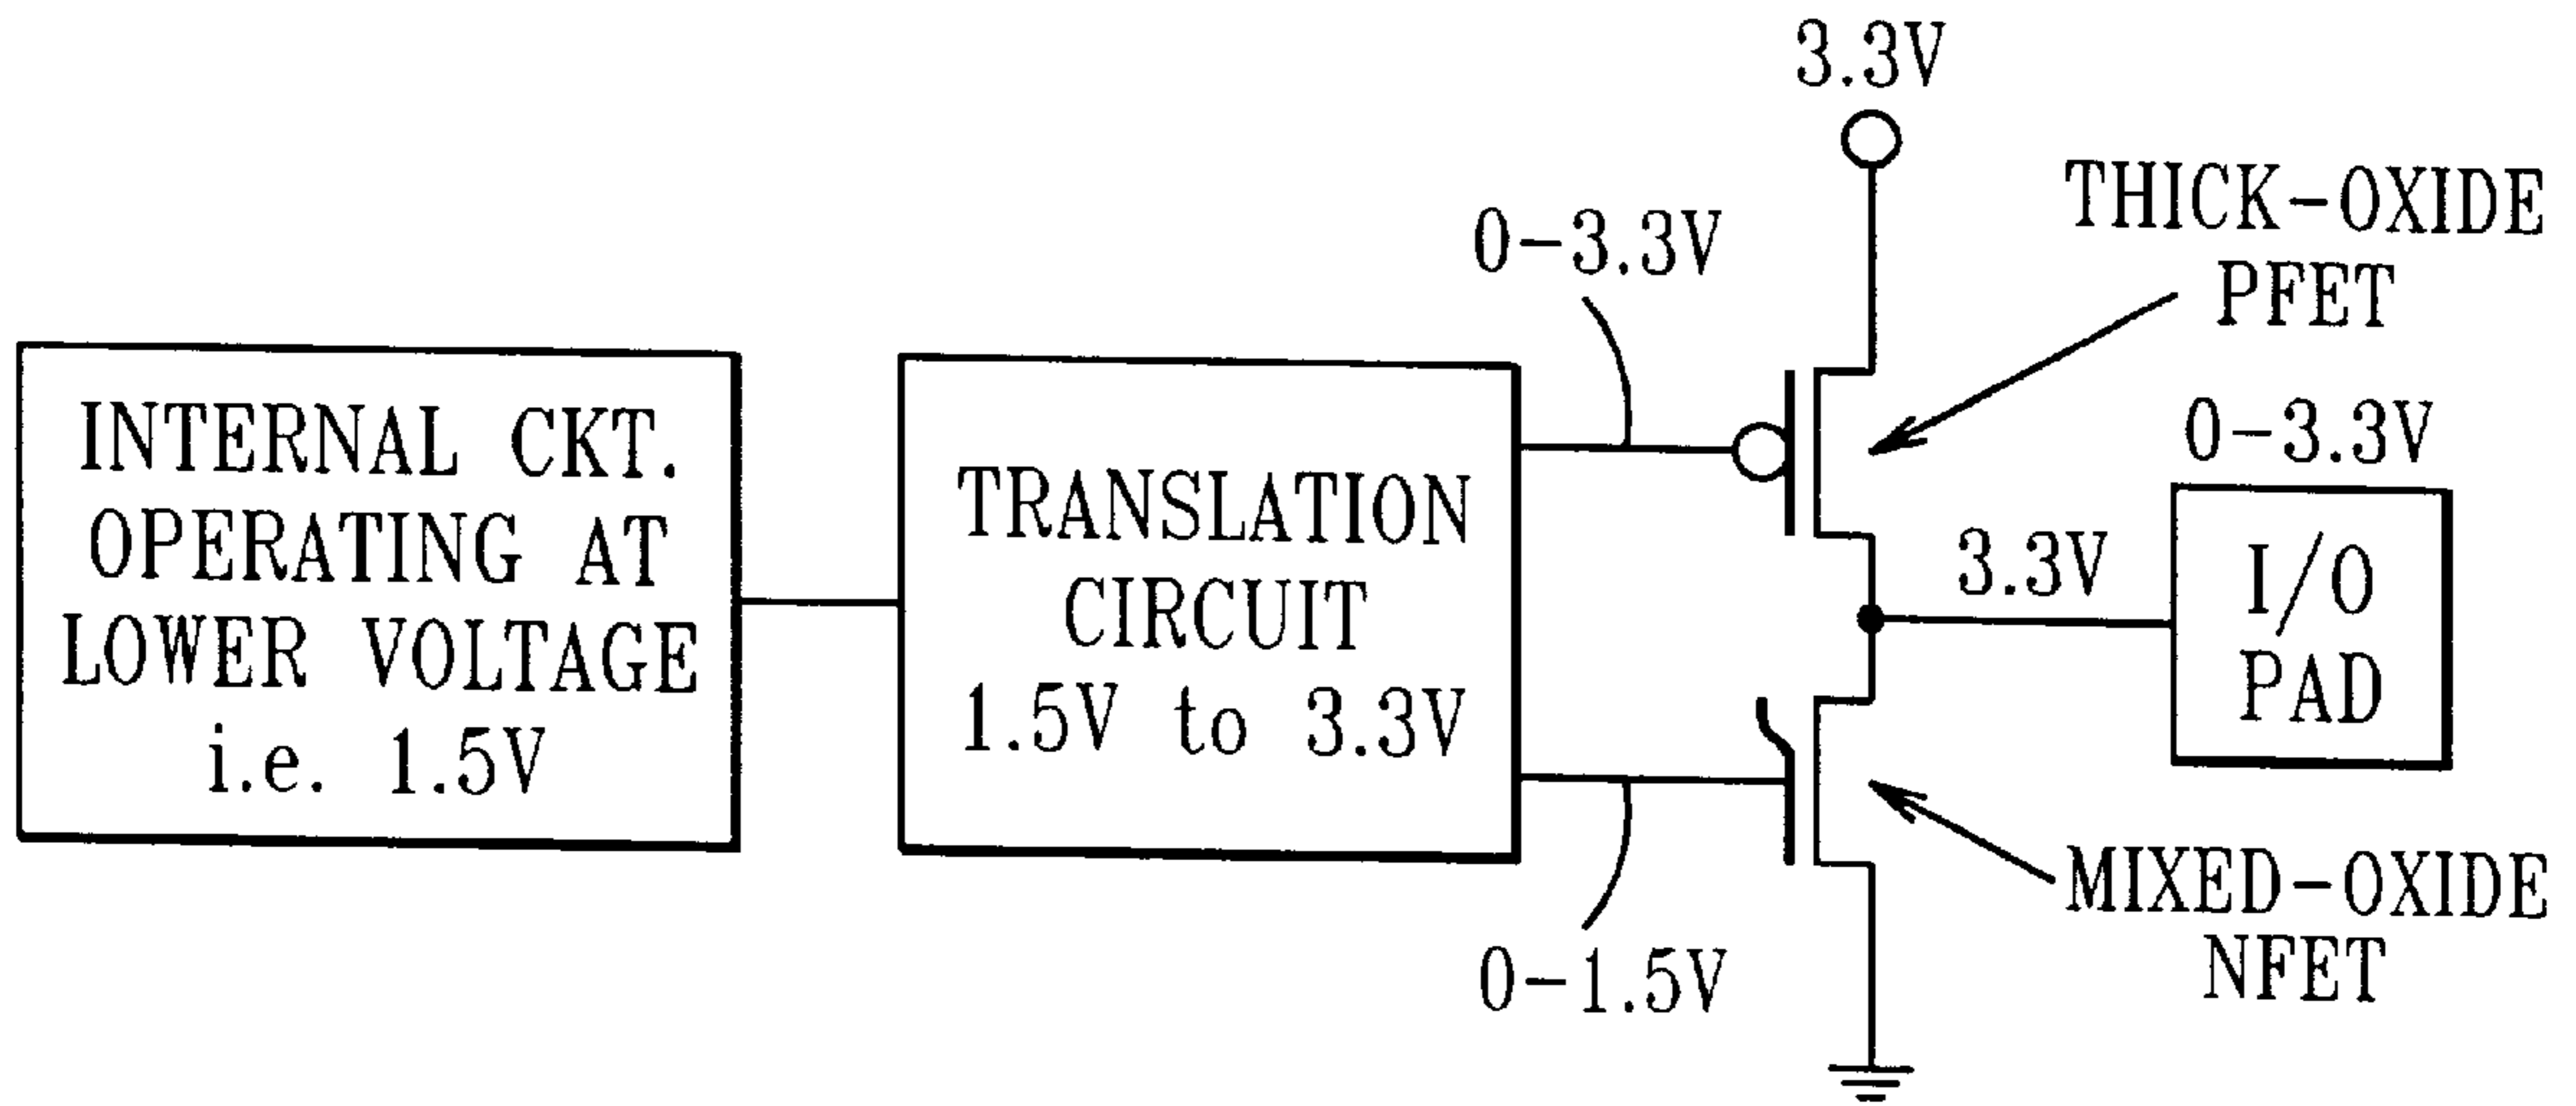 3.3V
THICK-OXIDE
PFET
0-3.3V
INTERNAL CKT.
OPERATING AT
LOWER VOLTAGE
i.e. 1.5V
TRANSLATION
CIRCUIT
1.5V to 3.3V
0-3.3V
3.3V
I/O
PAD
MIXED-OXIDE
NFET
0-1.5V